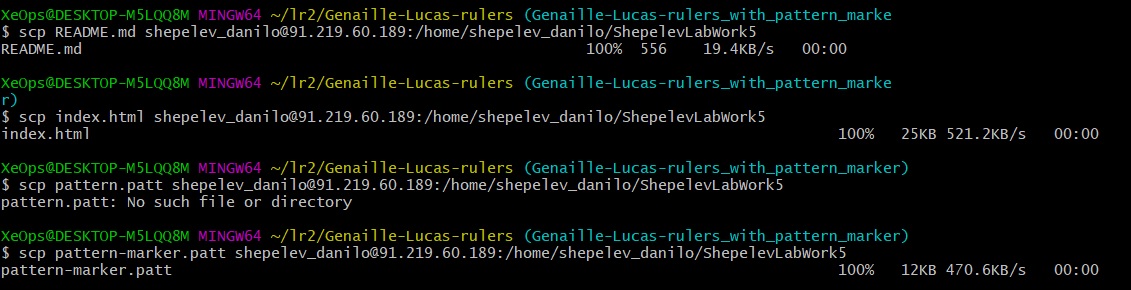 XeOps@DESKTOP-M5LQQ8M MINGW64 ~/lr2/Genaille-Lucas-rulers (Genaille-Lucas-rulers_with_pattern_marke
$ scp README.md shepelev_danilo@91.219.60.189:/home/shepelev_danilo/ShepelevLabWork5
README.md 100% 556 19.4KB/s 00:00
XeOps@DESKTOP-M5LQQ8M MINGW64 ~/lr2/Genaille-Lucas-rulers (Genaille-Lucas-rulers_with_pattern_marke
r)
$ scp index.html shepelev_danilo@91.219.60.189:/home/shepelev_danilo/ShepelevLabWork5
index.html 100% 25KB 521.2KB/s 00:00
XeOps@DESKTOP-M5LQQ8M MINGW64 ~/lr2/Genaille-Lucas-rulers (Genaille-Lucas-rulers_with_pattern_marker)
$ scp pattern.patt shepelev_danilo@91.219.60.189:/home/shepelev_danilo/ShepelevLabWork5
pattern.patt: No such file or directory
XeOps@DESKTOP-M5LQQ8M MINGW64 ~/lr2/Genaille-Lucas-rulers (Genaille-Lucas-rulers_with_pattern_marker)
$ scp pattern-marker.patt shepelev_danilo@91.219.60.189:/home/shepelev_danilo/ShepelevLabWork5
pattern-marker.patt 100% 12KB 470.6KB/s 00:00